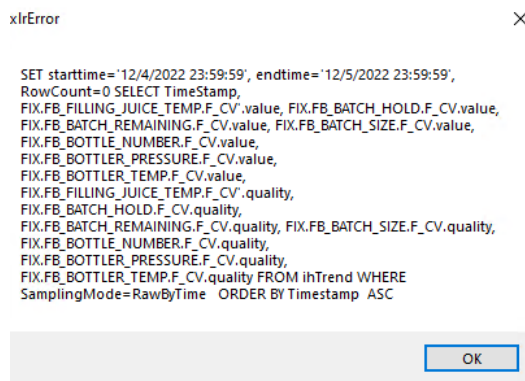 xlrError
SET starttime='12/4/2022 23:59:59', endtime='12/5/2022 23:59:59',
RowCount=0 SELECT TimeStamp,
FIX.FB_FILLING_JUICE_TEMP.F_CV'.value, FIX.FB_BATCH_HOLD.F_CV.value,
FIX.FB_BATCH_REMAINING.F_CV.value, FIX.FB_BATCH_SIZE.F_CV.value,
FIX.FB_BOTTLE_NUMBER.F_CV.value,
FIX.FB_BOTTLER_PRESSURE.F_CV.value,
FIX.FB_BOTTLER_TEMP.F_CV.value,
FIX.FB_FILLING_JUICE_TEMP.F_CV'.quality,
FIX.FB_BATCH_HOLD.F_CV.quality,
FIX.FB_BATCH_REMAINING.F_CV.quality, FIX.FB_BATCH_SIZE.F_CV.quality,
FIX.FB_BOTTLE_NUMBER.F_CV.quality,
FIX.FB_BOTTLER_PRESSURE.F_CV.quality,
FIX.FB_BOTTLER_TEMP.F_CV.quality FROM ihTrend WHERE
SamplingMode=RawByTime   ORDER BY Timestamp  ASC
OK